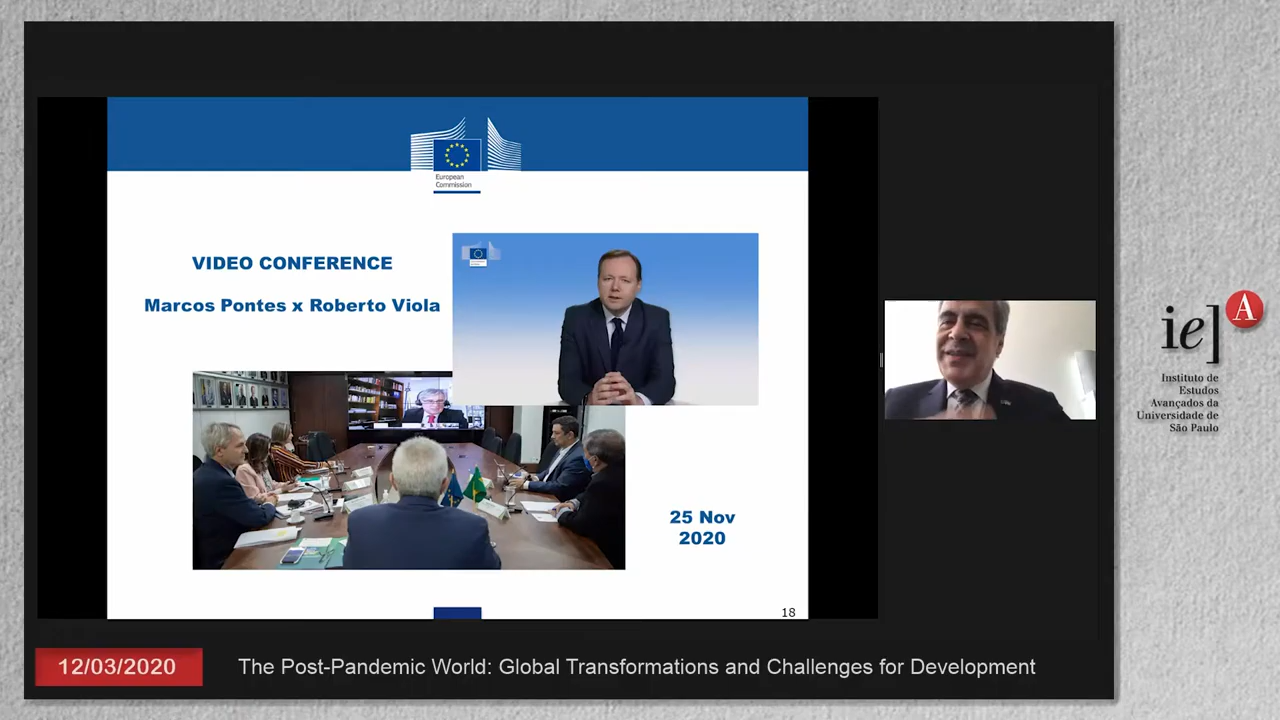 European
Commission
VIDEO CONFERENCE
Marcos Pontes x Roberto Viola
25 Nov
2020
18
ie]
A
Instituto de
Estudos
Avançados da
Universidade de
São Paulo
12/03/2020
The Post-Pandemic World: Global Transformations and Challenges for Development